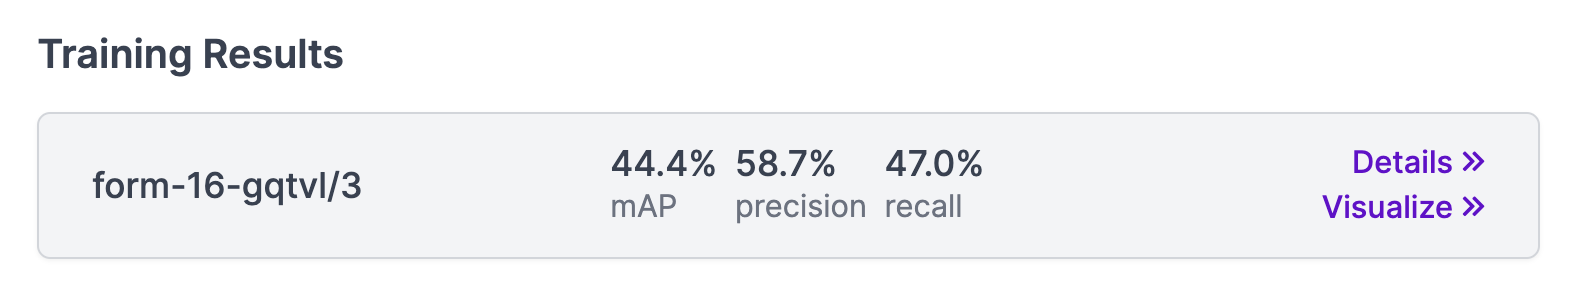 Training Results
form-16-gqtvl/3
44.4% 58.7% 47.0%
mAP precision recall
Details »
Visualize »